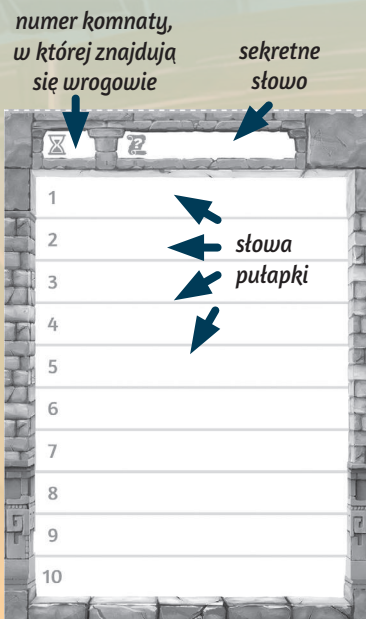 numer komnaty,
w której znajdują
się wrogowie
sekretne
słowo
?
1
2
słowa
pułapki
3
4
5
6
7
8
9
10